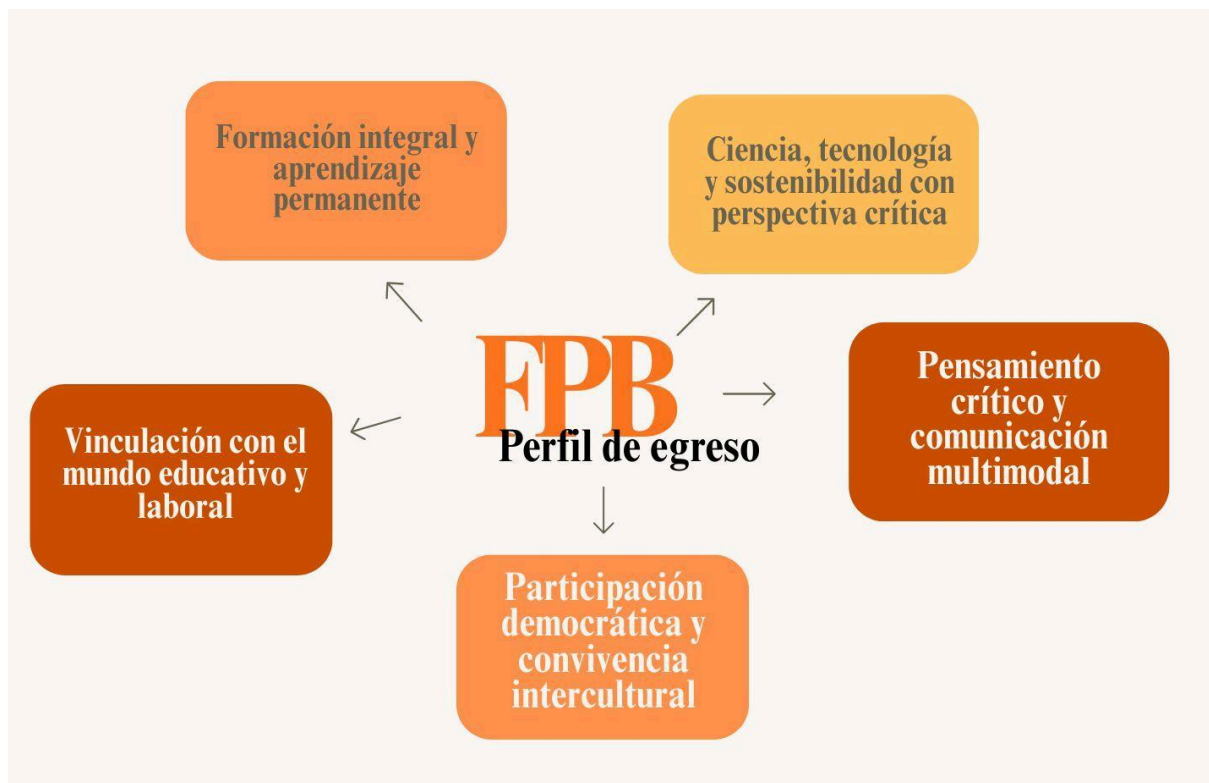 Formación integral y
aprendizaje
permanente
Ciencia, tecnología
y sostenibilidad con
perspectiva crítica
FPB
Perfil de egreso
Pensamiento
crítico y
comunicación
multimodal
Vinculación con el
mundo educativo y
laboral
Participación
democrática y
convivencia
intercultural